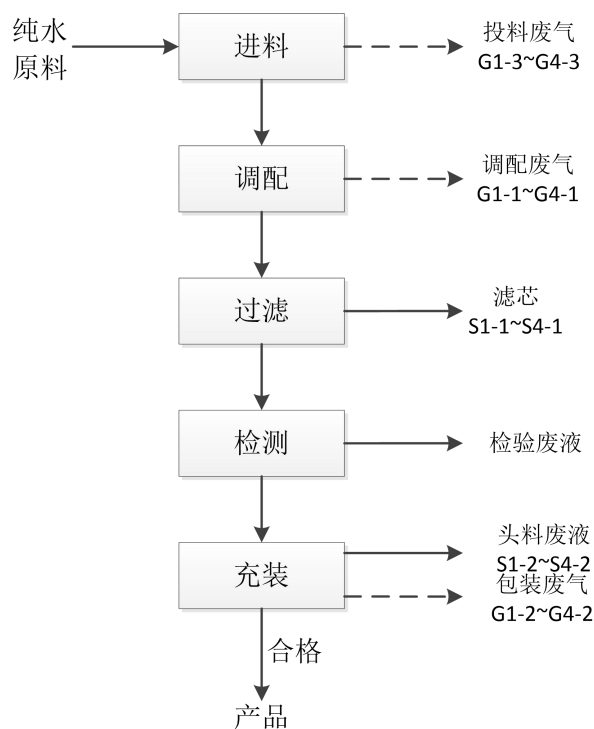 纯水
原料
进料
投料废气
G1-3~G4-3
调配
调配废气
G1-1~G4-1
过滤
滤芯
S1-1~S4-1
检测
检验废液
充装
头料废液
S1-2~S4-2
包装废气
G1-2~G4-2
合格
产品